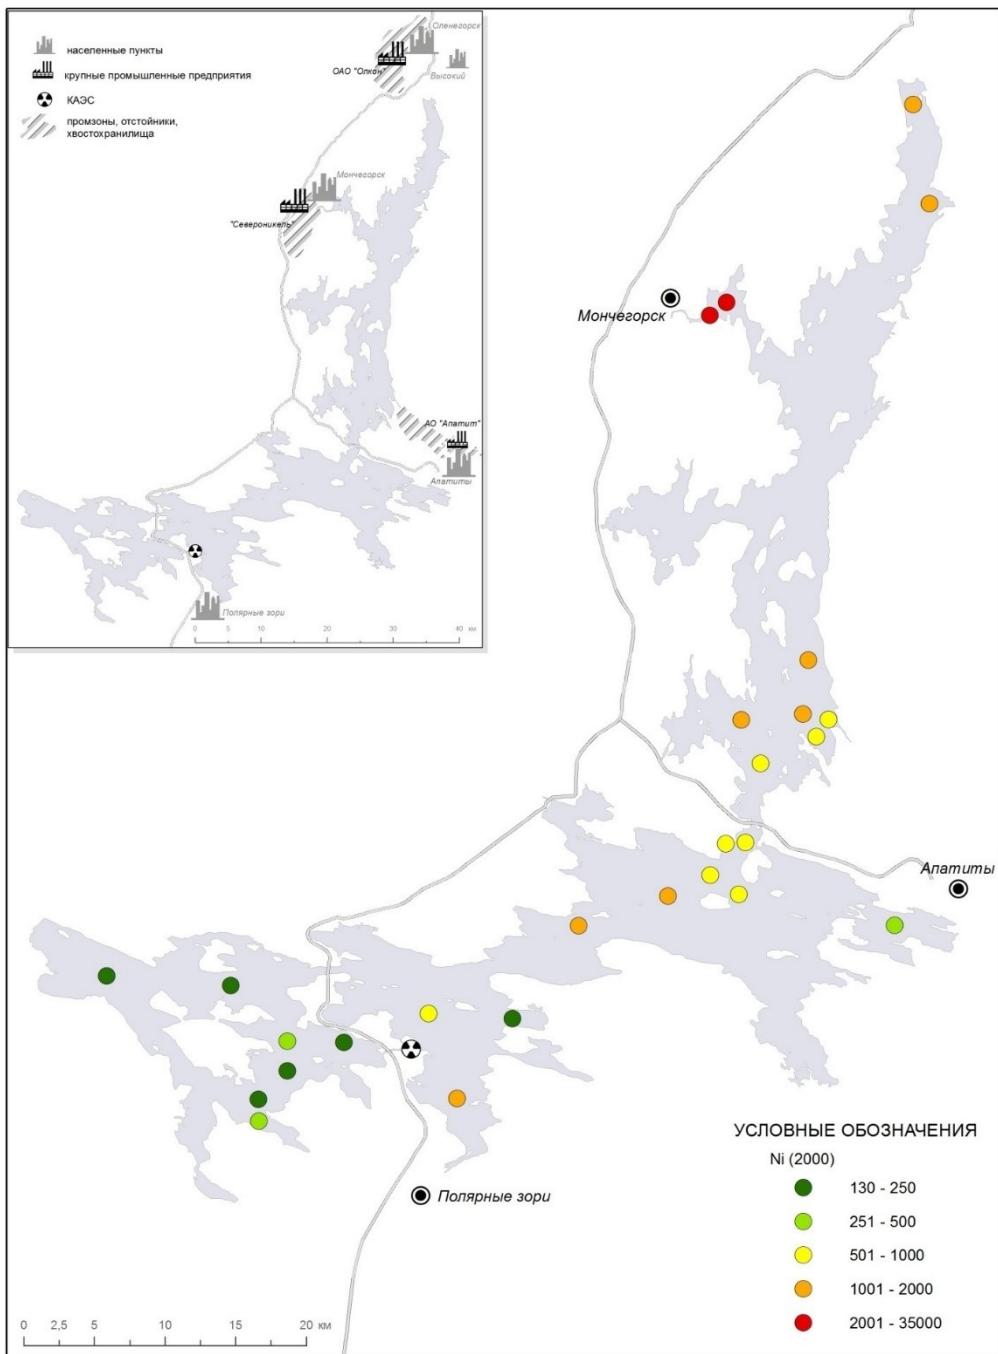 населенные пункты
крупные промышленные предприятия
КАЭС
промзоны, отстойники,
хвостохранилища
Оленегорск
ОАО "Олкон"
Высокий
Мончегорск
"Североникель"
АО "Апатит"
Апатиты
Полярные зори
0 5 10 20 30 40 км
Мончегорск
Апатиты
Полярные зори
УСЛОВНЫЕ ОБОЗНАЧЕНИЯ
Ni (2000)
130 - 250
251 - 500
501 - 1000
1001 - 2000
2001 - 35000
0 2,5 5 10 15 20 км